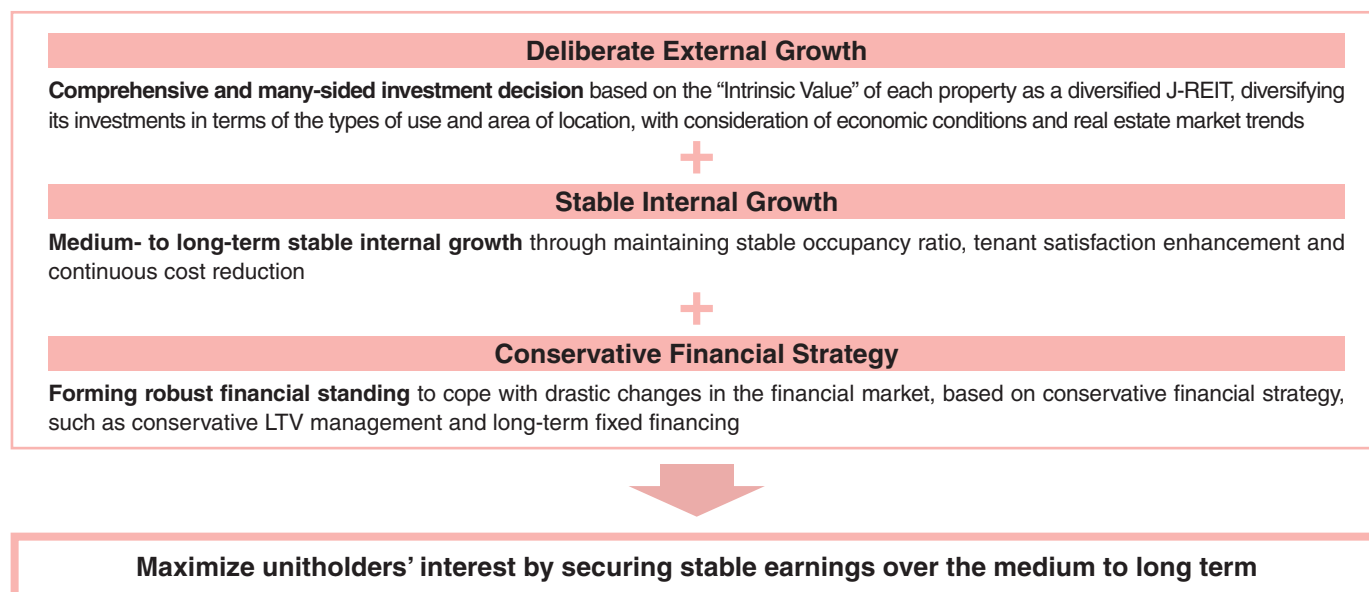 Deliberate External Growth
Comprehensive and many-sided investment decision based on the “Intrinsic Value” of each property as a diversified J-REIT, diversifying
its investments in terms of the types of use and area of location, with consideration of economic conditions and real estate market trends
+
Stable Internal Growth
Medium- to long-term stable internal growth through maintaining stable occupancy ratio, tenant satisfaction enhancement and
continuous cost reduction
+
Conservative Financial Strategy
Forming robust financial standing to cope with drastic changes in the financial market, based on conservative financial strategy,
such as conservative LTV management and long-term fixed financing
Maximize unitholders’ interest by securing stable earnings over the medium to long term